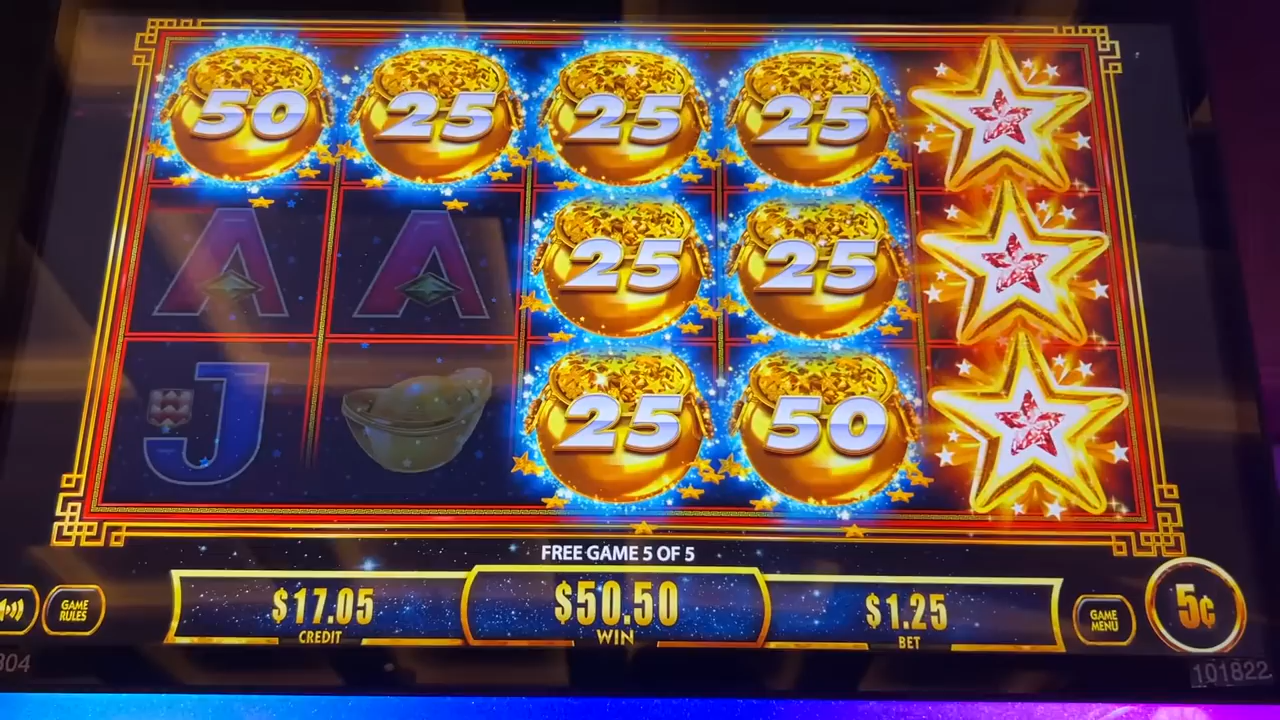 50 25 25 25
A A 25 25
J 25 50
FREE GAME 5 OF 5
GAME RULES
$17.05
CREDIT
$50.50
WIN
$1.25
BET
GAME MENU
5¢
304
101822